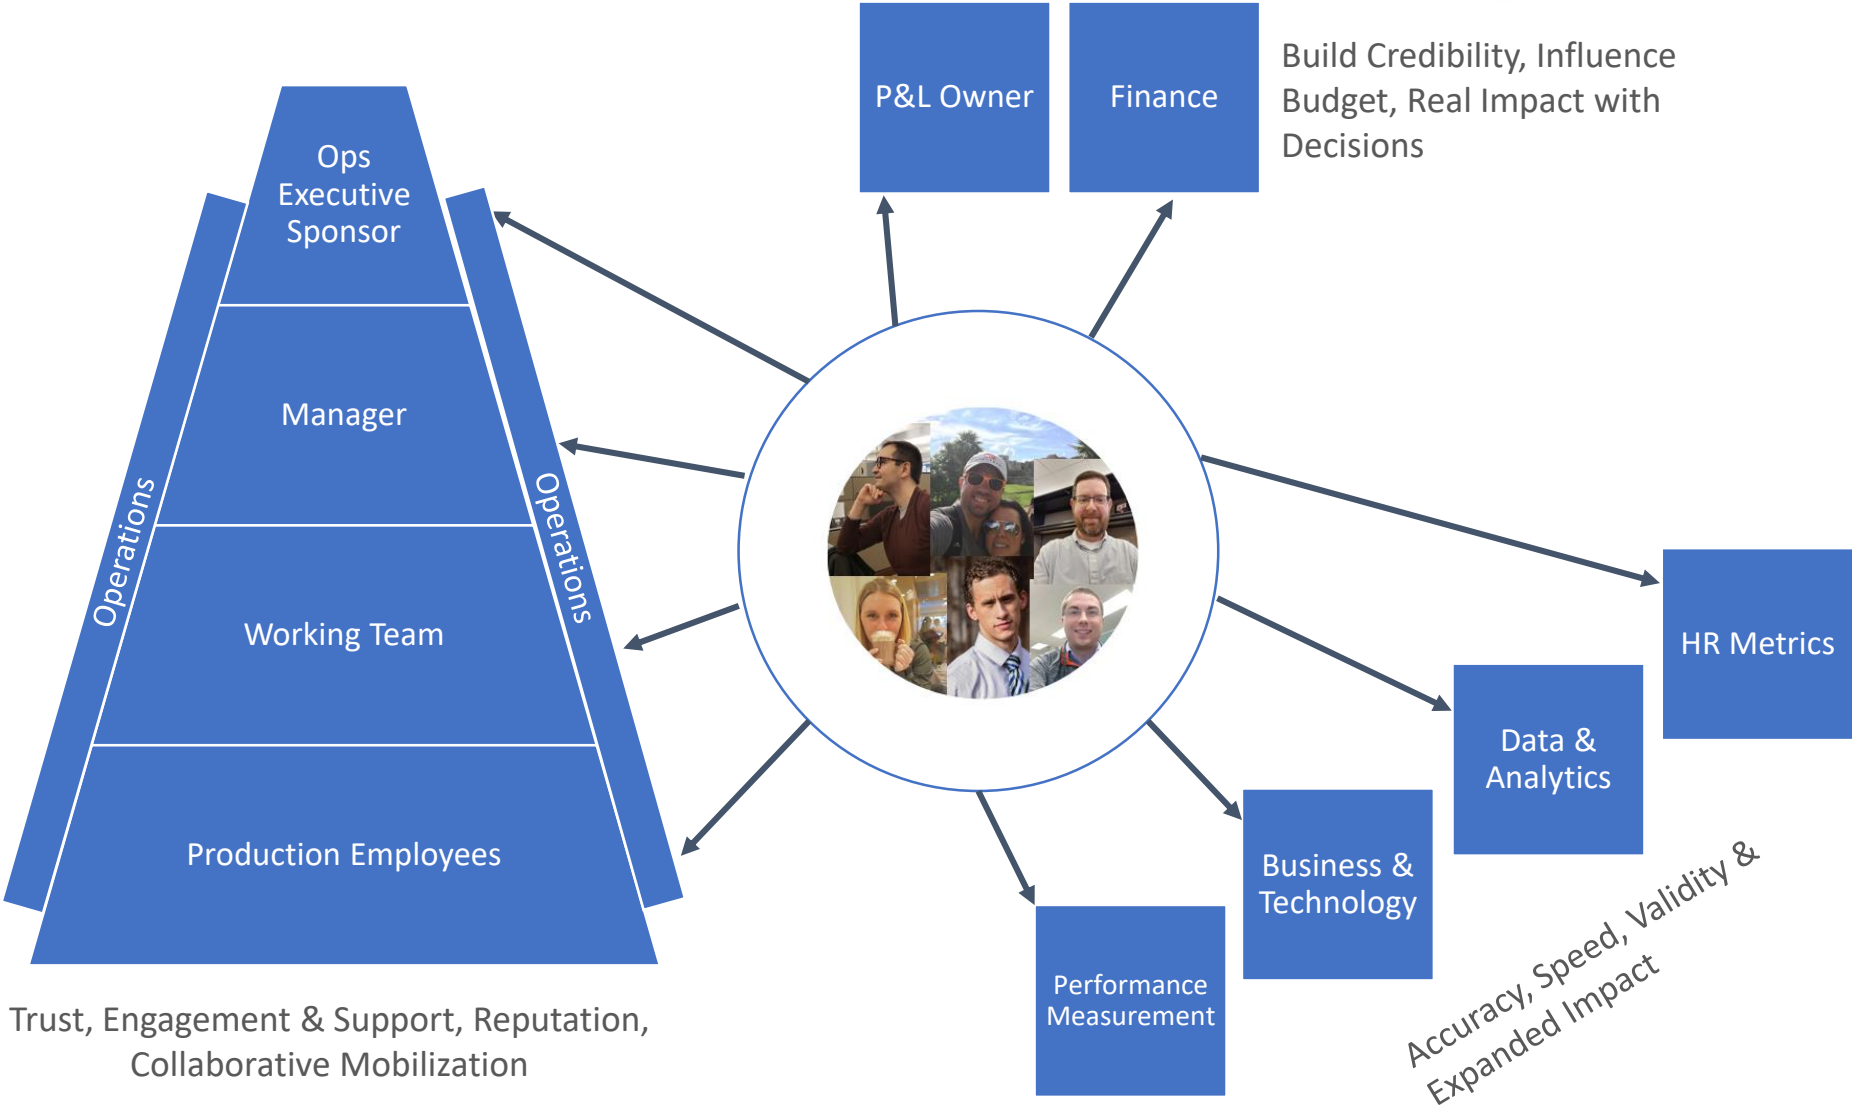 P&L Owner
Finance
Build Credibility, Influence
Budget, Real Impact with
Decisions
Ops
Executive
Sponsor
Manager
Working Team
Production Employees
Operations
Operations
Trust, Engagement & Support, Reputation,
Collaborative Mobilization
HR Metrics
Data &
Analytics
Business &
Technology
Performance
Measurement
Accuracy, Speed, Validity &
Expanded Impact